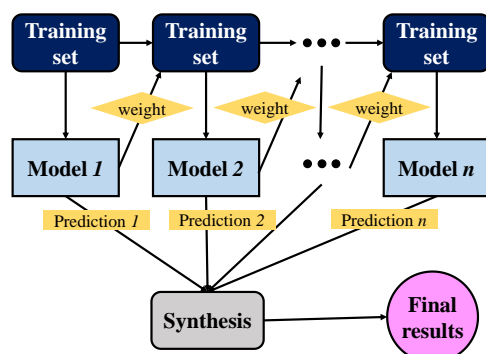 Training
set
Training
set
Training
set
weight
weight
weight
Model 1
Model 2
Model n
Prediction 1
Prediction 2
Prediction n
Synthesis
Final
results